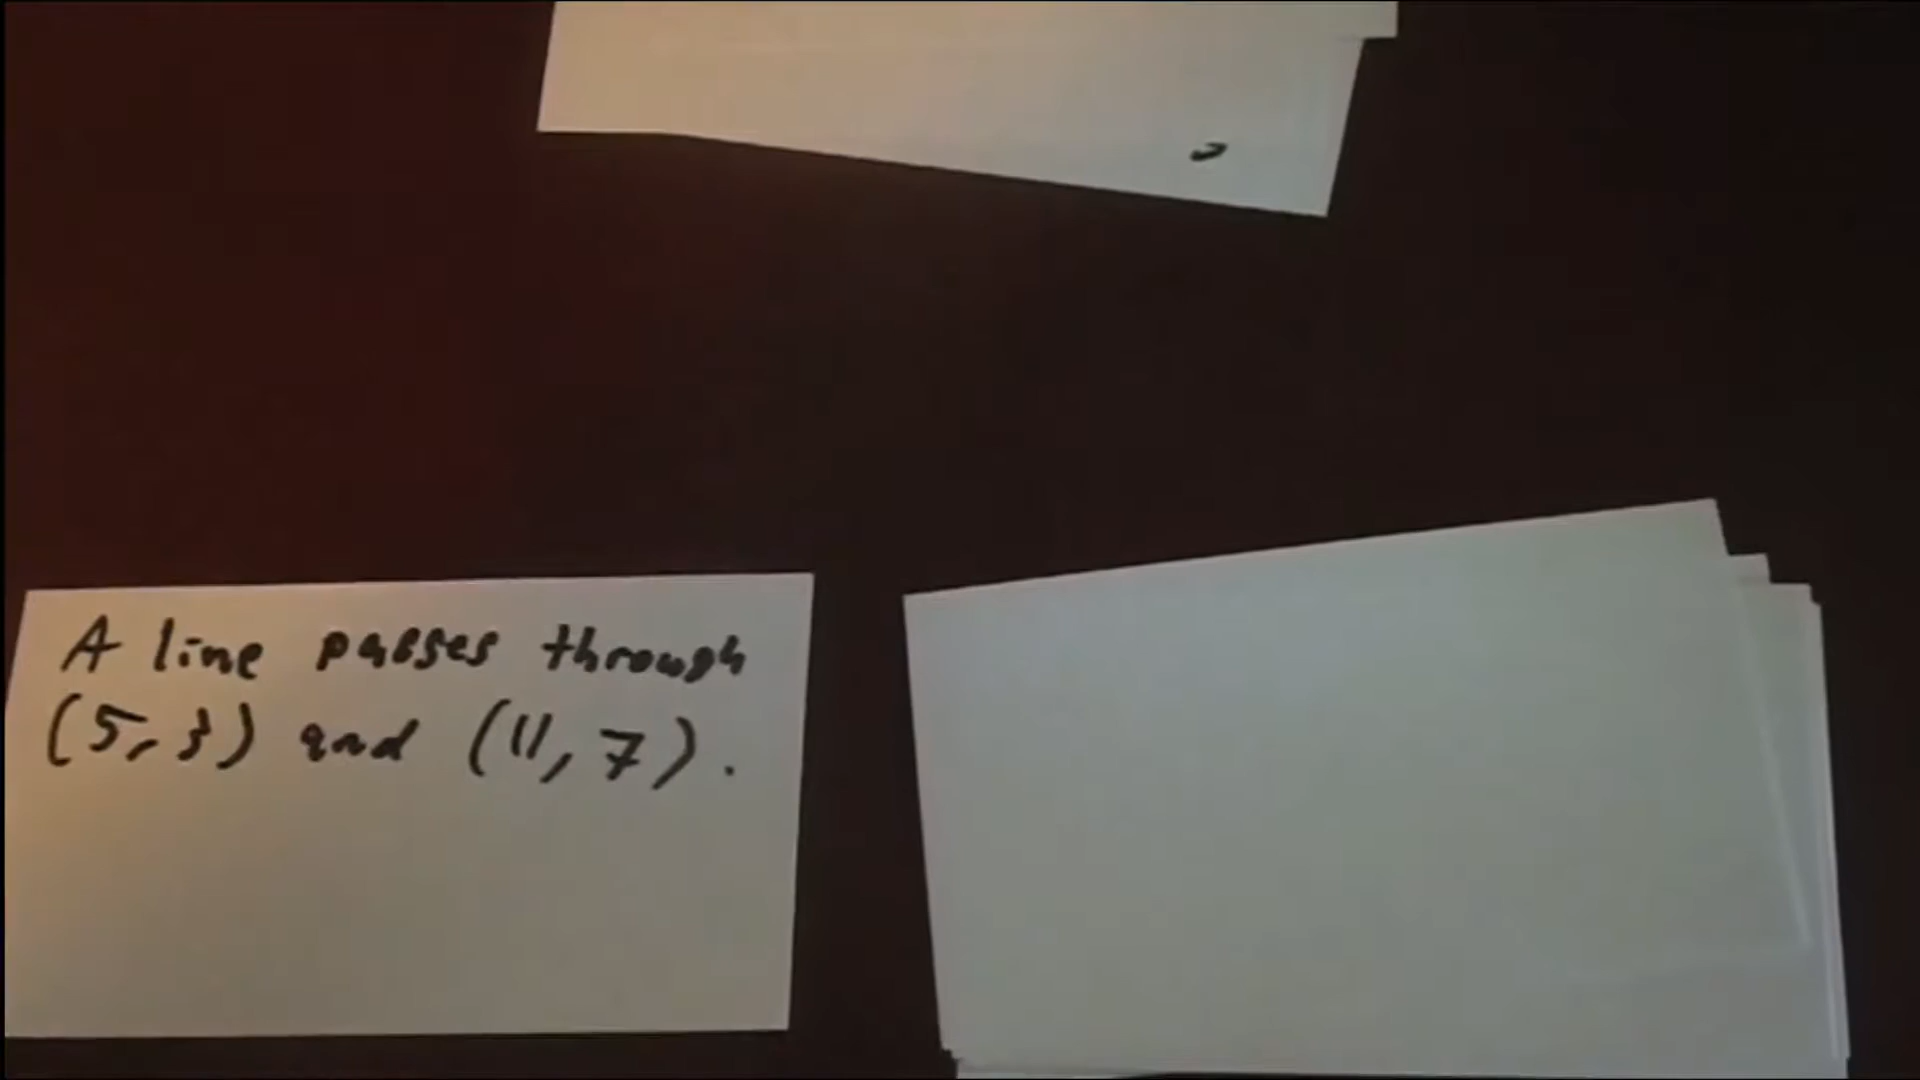 A line passes through
(5,3) and (11,7).